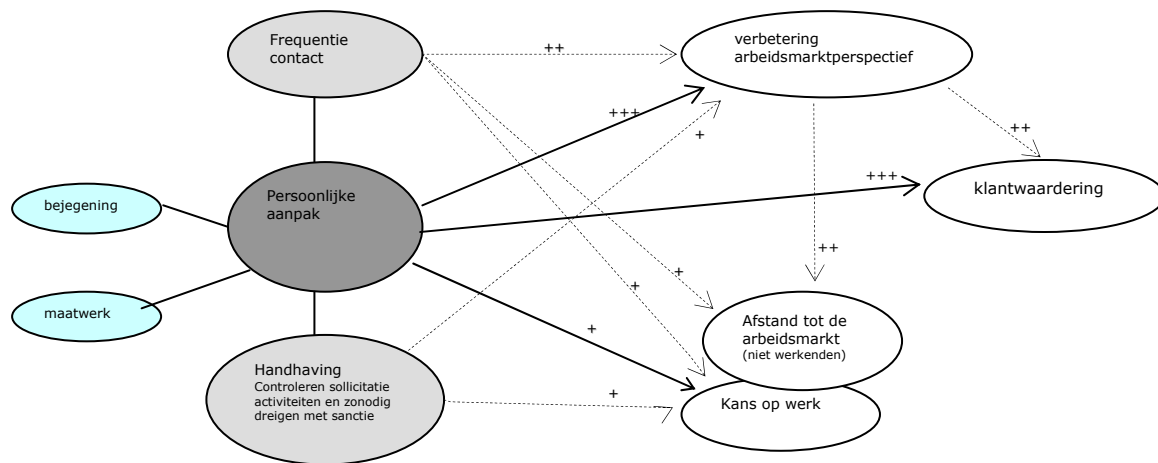 Frequentie
contact
++
verbetering
arbeidsmarktperspectief
+++
+
++
Persoonlijke
aanpak
+++
klantwaardering
bejegening
++
+
+
maatwerk
+
Afstand tot de
arbeidsmarkt
(niet werkenden)
Handhaving
Controleren sollicitatie
activiteiten en zonodig
dreigen met sanctie
+
Kans op werk